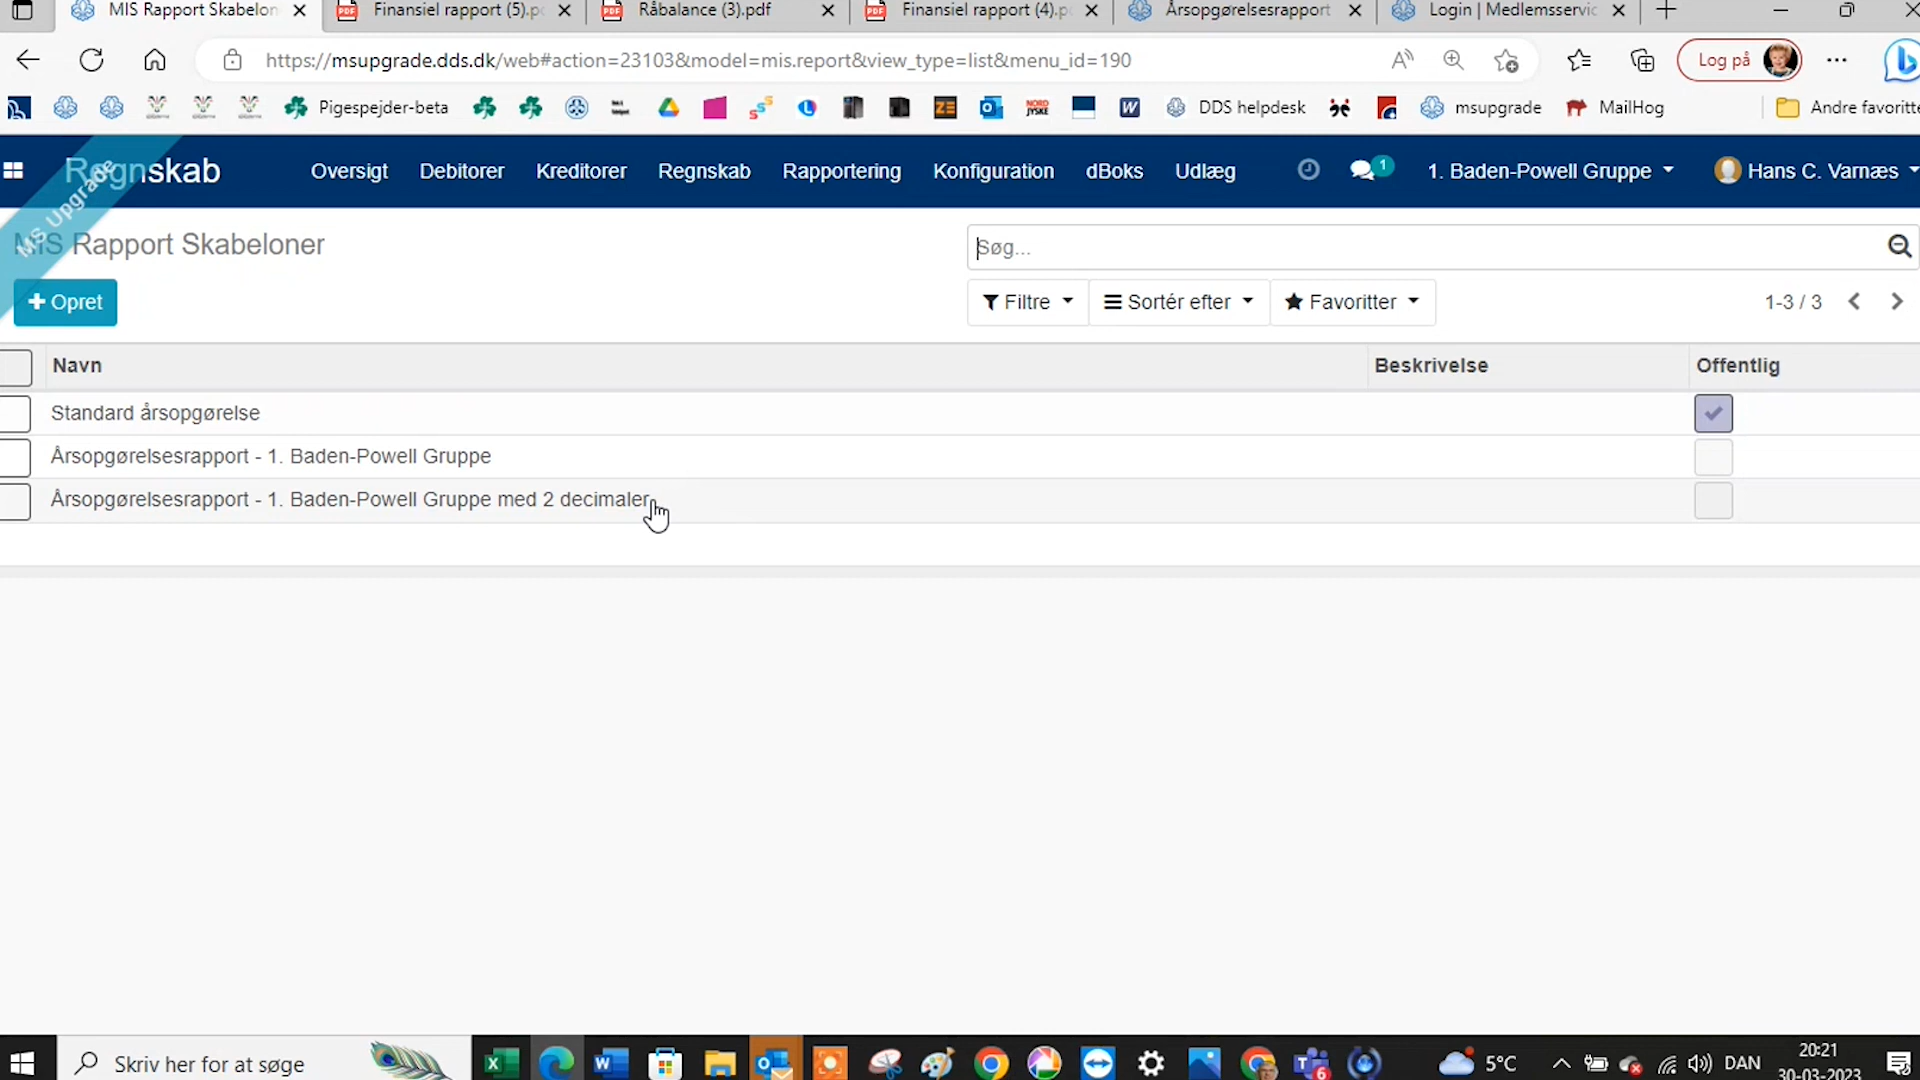 MIS Rapport Skabelon
Finansiel rapport (5).p
Råbalance (3).pdf
Finansiel rapport (4).p
Årsopgørelsesrapport
Login | Medlemsservic
https://msupgrade.dds.dk/web#action=23103&model=mis.report&view_type=list&menu_id=190
Log på
Pigespejder-beta
NORD
JYSKE
DDS helpdesk
msupgrade
MailHog
Andre favoritte
MS Upgrade
Regnskab
Oversigt
Debitorer
Kreditorer
Regnskab
Rapportering
Konfiguration
dBoks
Udlæg
1
1. Baden-Powell Gruppe
Hans C. Varnæs
MIS Rapport Skabeloner
Søg...
+ Opret
Filtre
Sortér efter
Favoritter
1-3 / 3
Navn
Beskrivelse
Offentlig
Standard årsopgørelse
Årsopgørelsesrapport - 1. Baden-Powell Gruppe
Årsopgørelsesrapport - 1. Baden-Powell Gruppe med 2 decimaler
Skriv her for at søge
6
5°C
DAN
20:21
30-03-2023